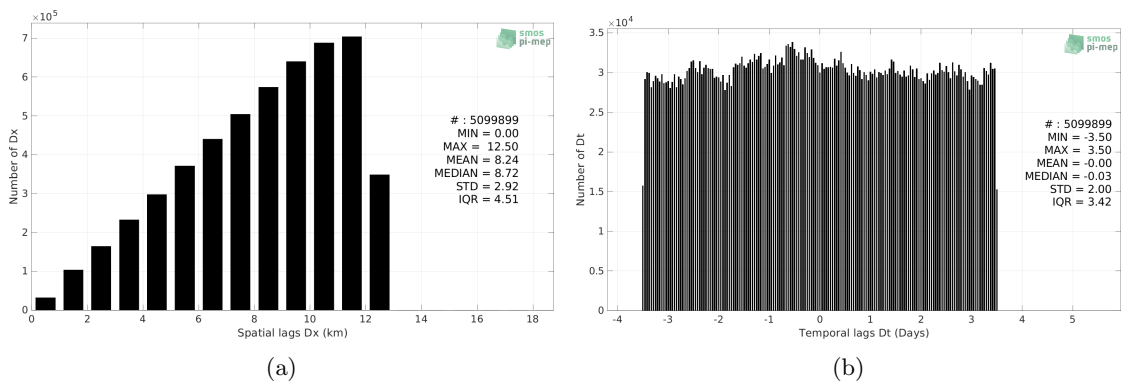 ×10⁵
7
6
5
4
3
2
1
0
Number of Dx
0 2 4 6 8 10 12 14 16 18
Spatial lags Dx (km)
smos
pi-mep
# : 5099899
MIN = 0.00
MAX = 12.50
MEAN = 8.24
MEDIAN = 8.72
STD = 2.92
IQR = 4.51
(a)
×10⁴
3.5
3
2.5
2
1.5
1
0.5
0
Number of Dt
-4 -3 -2 -1 0 1 2 3 4 5
Temporal lags Dt (Days)
smos
pi-mep
# : 5099899
MIN = -3.50
MAX = 3.50
MEAN = -0.00
MEDIAN = -0.03
STD = 2.00
IQR = 3.42
(b)